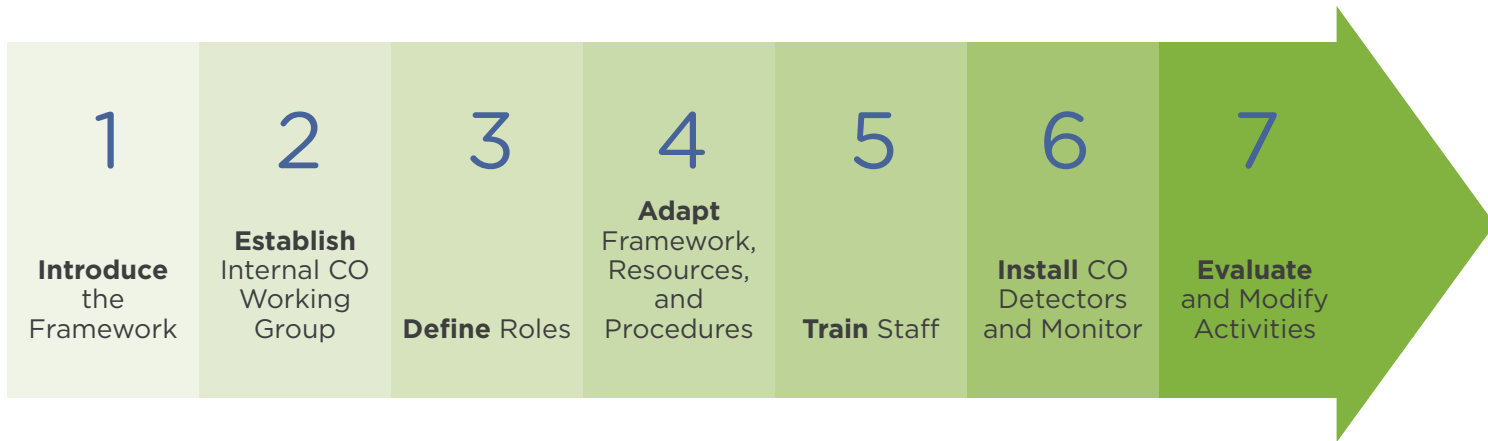 1
Introduce
the
Framework
2
Establish
Internal CO
Working
Group
3
Define Roles
4
Adapt
Framework,
Resources,
and
Procedures
5
Train Staff
6
Install CO
Detectors
and Monitor
7
Evaluate
and Modify
Activities